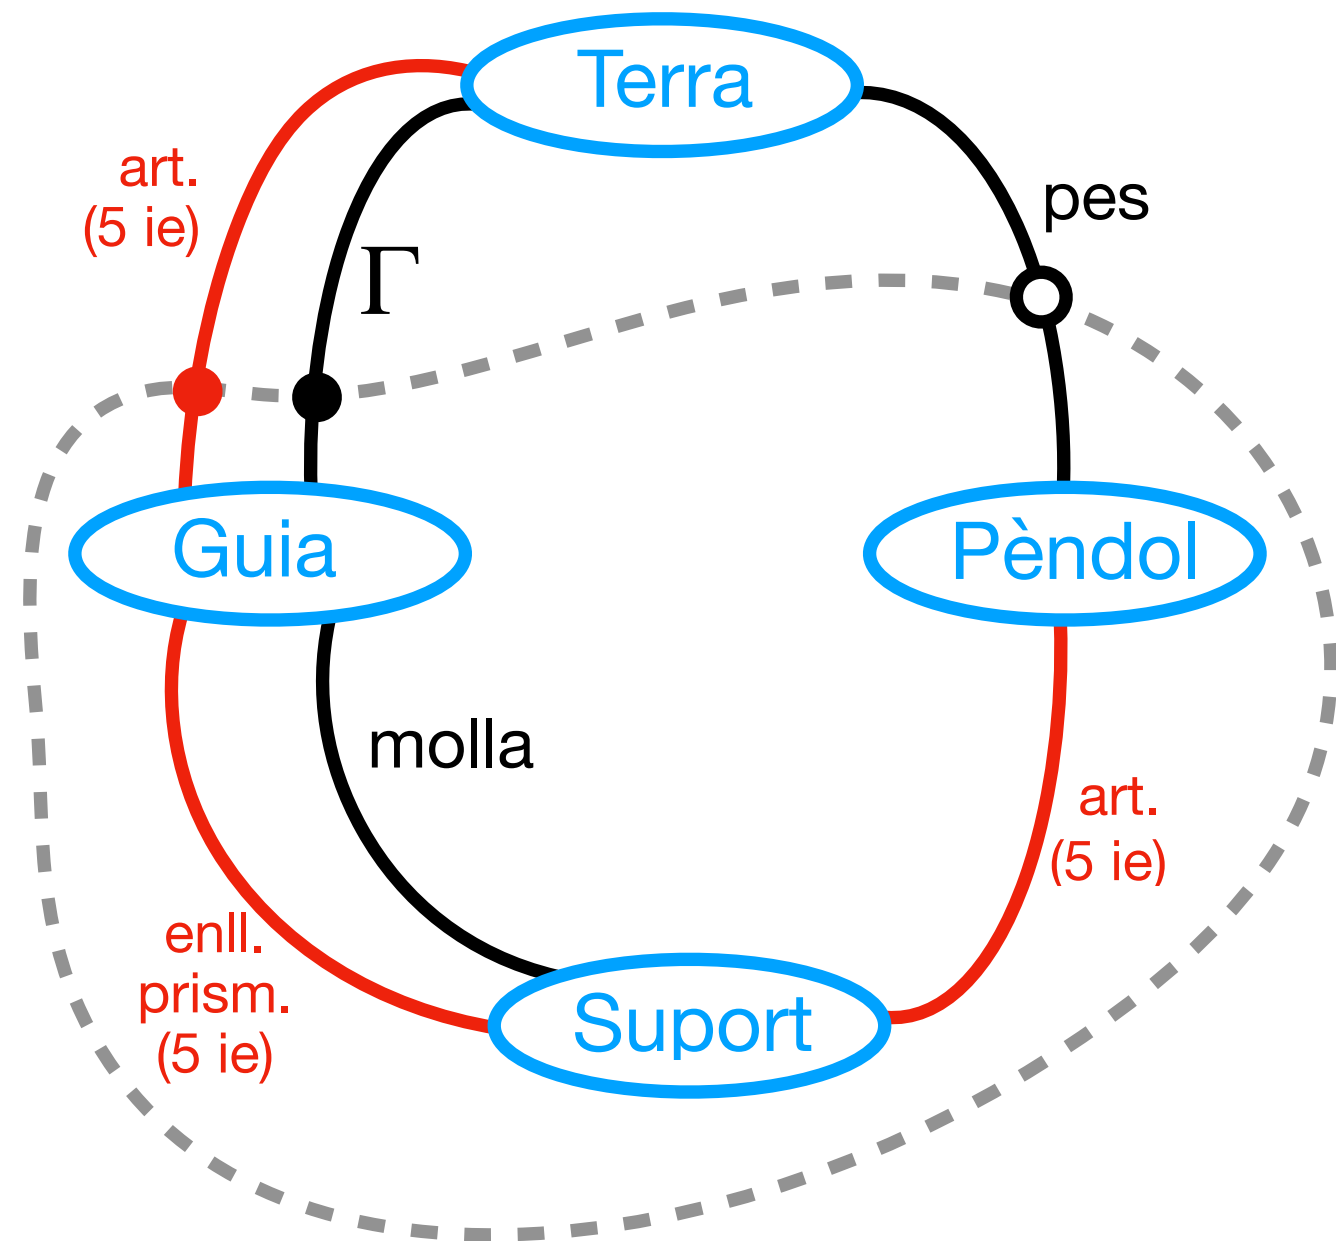 Terra
art.
(5 ie)
pes
Γ
Guia
Pèndol
molla
art.
(5 ie)
enll.
prism.
(5 ie)
Suport